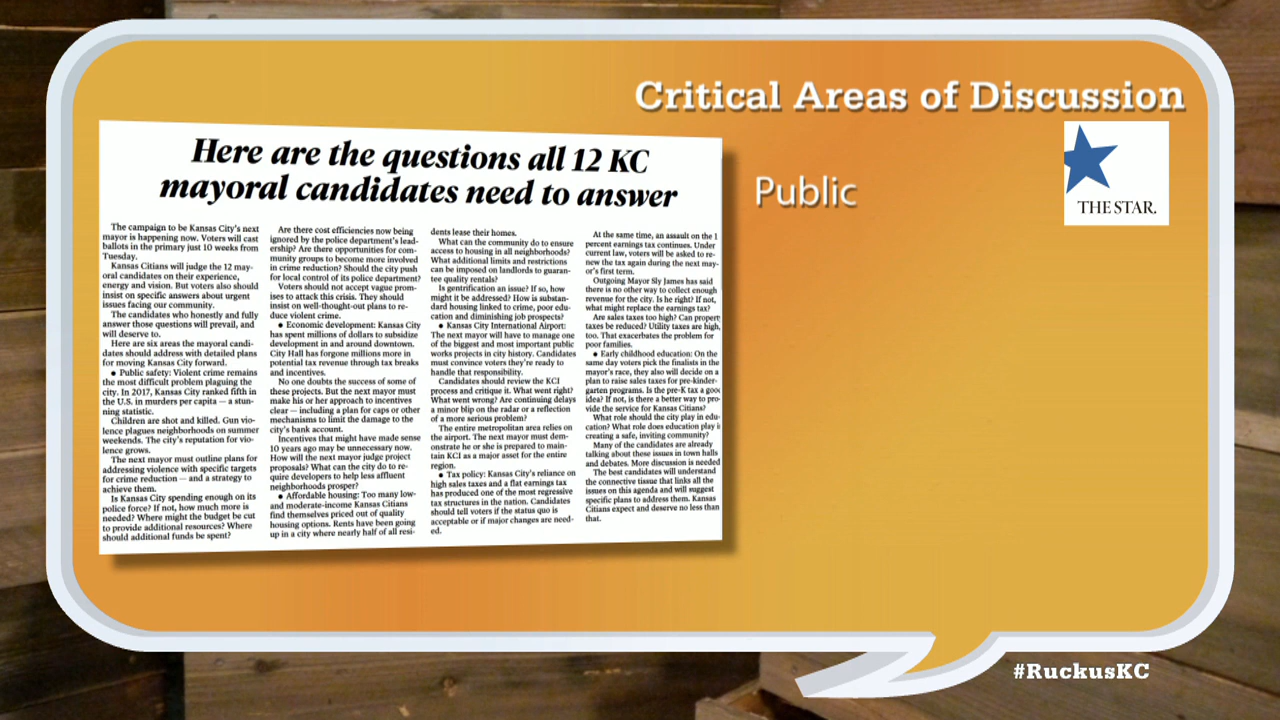 Critical Areas of Discussion
Here are the questions all 12 KC
mayoral candidates need to answer
The campaign to be Kansas City's next
mayor is happening now. Voters will cast
ballots in the primary just 10 weeks from
Tuesday.
Kansas Citians will judge the 12 may-
oral candidates on their experience,
energy and vision. But voters also should
insist on specific answers about urgent
issues facing our community.
The candidates who honestly and fully
answer those questions will prevail, and
will deserve to.
Here are six areas the mayoral candi-
dates should address with detailed plans
for moving Kansas City forward.
• Public safety: Violent crime remains
the most difficult problem plaguing the
city. In 2017, Kansas City ranked fifth in
the U.S. in murders per capita — a stun-
ning statistic.
Children are shot and killed. Gun vio-
lence plagues neighborhoods on summer
weekends. The city's reputation for vio-
lence grows.
The next mayor must outline plans for
addressing violence with specific targets
for crime reduction — and a strategy to
achieve them.
Is Kansas City spending enough on its
police force? If not, how much more is
needed? Where might the budget be cut
to provide additional resources? Where
should additional funds be spent?
Are there cost efficiencies now being
ignored by the police department's lead-
ership? Are there opportunities for com-
munity groups to become more involved
in crime reduction? Should the city push
for local control of its police department?
Voters should not accept vague prom-
ises to attack this crisis. They should
insist on well-thought-out plans to re-
duce violent crime.
• Economic development: Kansas City
has spent millions of dollars to subsidize
development in and around downtown.
City Hall has forgone millions more in
potential tax revenue through tax breaks
and incentives.
No one doubts the success of some of
these projects. But the next mayor must
make his or her approach to incentives
clear — including a plan for caps or other
mechanisms to limit the damage to the
city's bank account.
Incentives that might have made sense
10 years ago may be unnecessary now.
How will the next mayor judge project
proposals? What can the city do to re-
quire developers to help less affluent
neighborhoods prosper?
• Affordable housing: Too many low-
and moderate-income Kansas Citians
find themselves priced out of quality
housing options. Rents have been going
up in a city where nearly half of all resi-
dents lease their homes.
What can the community do to ensure
access to housing in all neighborhoods?
What additional limits and restrictions
can be imposed on landlords to guaran-
tee quality rentals?
Is gentrification an issue? If so, how
might it be addressed? How is substan-
dard housing linked to crime, poor edu-
cation and diminishing job prospects?
• Kansas City International Airport:
The next mayor will have to manage one
of the biggest and most important public
works projects in city history. Candidates
must convince voters they're ready to
handle that responsibility.
Candidates should review the KCI
process and critique it. What went right?
What went wrong? Are continuing delays
a minor blip on the radar or a reflection
of a more serious problem?
The entire metropolitan area relies on
the airport. The next mayor must dem-
onstrate he or she is prepared to main-
tain KCI as a major asset for the entire
region.
• Tax policy: Kansas City's reliance on
high sales taxes and a flat earnings tax
has produced one of the most regressive
tax structures in the nation. Candidates
should tell voters if the status quo is
acceptable or if major changes are need-
ed.
At the same time, an assault on the 1
percent earnings tax continues. Under
current law, voters will be asked to re-
new the tax again during the next may-
or's first term.
Outgoing Mayor Sly James has said
there is no other way to collect enough
revenue for the city. Is he right? If not,
what might replace the earnings tax?
Are sales taxes too high? Can propert
taxes be reduced? Utility taxes are high,
too. That exacerbates the problem for
poor families.
• Early childhood education: On the
same day voters pick the finalists in the
mayor's race, they also will decide on a
plan to raise sales taxes for pre-kinder-
garten programs. Is the pre-K tax a good
idea? If not, is there a better way to pro-
vide the service for Kansas Citians?
What role should the city play in edu-
cation? What role does education play i
creating a safe, inviting community?
Many of the candidates are already
talking about these issues in town halls
and debates. More discussion is needed
The best candidates will understand
the connective tissue that links all the
issues on this agenda and will suggest
specific plans to address them. Kansas
Citians expect and deserve no less than
that.
Public
THE STAR.
#RuckusKC